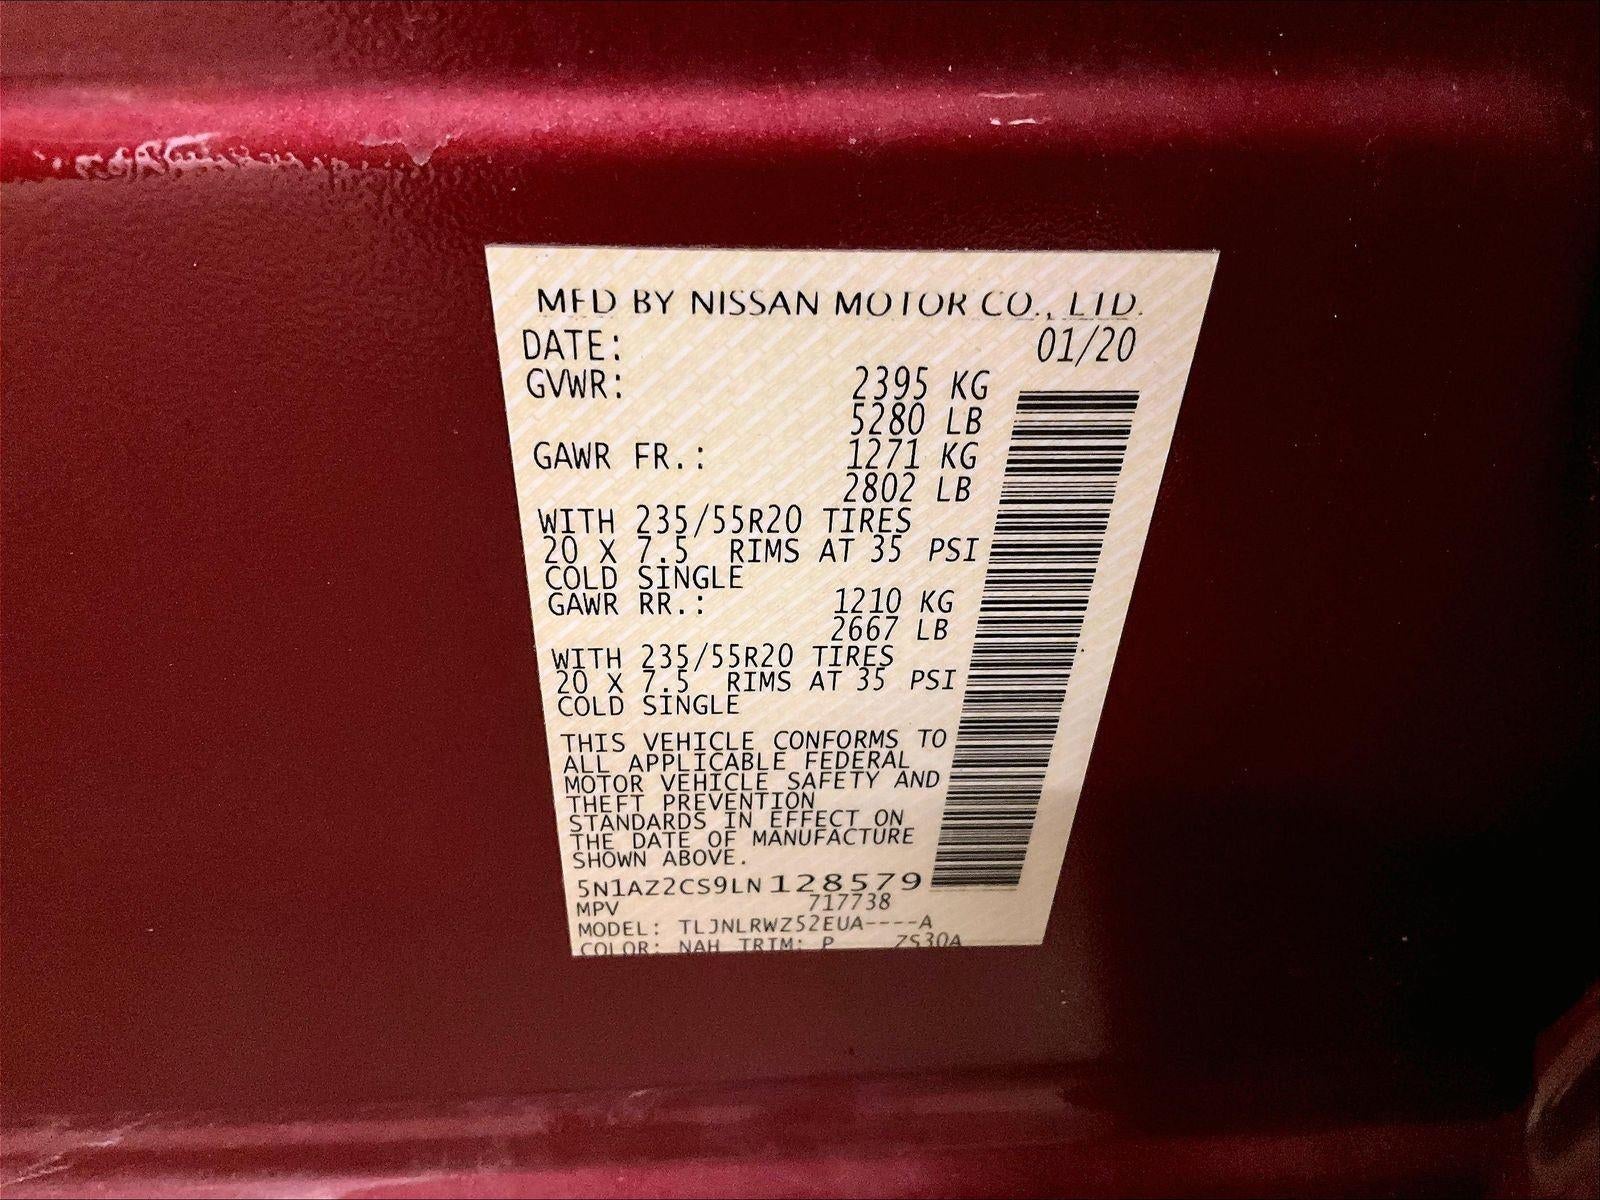 MFD BY NISSAN MOTOR CO., LTD.
DATE: 01/20
GVWR: 2395 KG
5280 LB
GAWR FR.: 1271 KG
2802 LB
WITH 235/55R20 TIRES
20 X 7.5 RIMS AT 35 PSI
COLD SINGLE
GAWR RR.: 1210 KG
2667 LB
WITH 235/55R20 TIRES
20 X 7.5 RIMS AT 35 PSI
COLD SINGLE
THIS VEHICLE CONFORMS TO
ALL APPLICABLE FEDERAL
MOTOR VEHICLE SAFETY AND
THEFT PREVENTION
STANDARDS IN EFFECT ON
THE DATE OF MANUFACTURE
SHOWN ABOVE.
5N1AZ2CS9LN128579
MPV 717738
MODEL: TLJNLRWZ52EUA----A
COLOR: NAH TRIM: P ZS30A